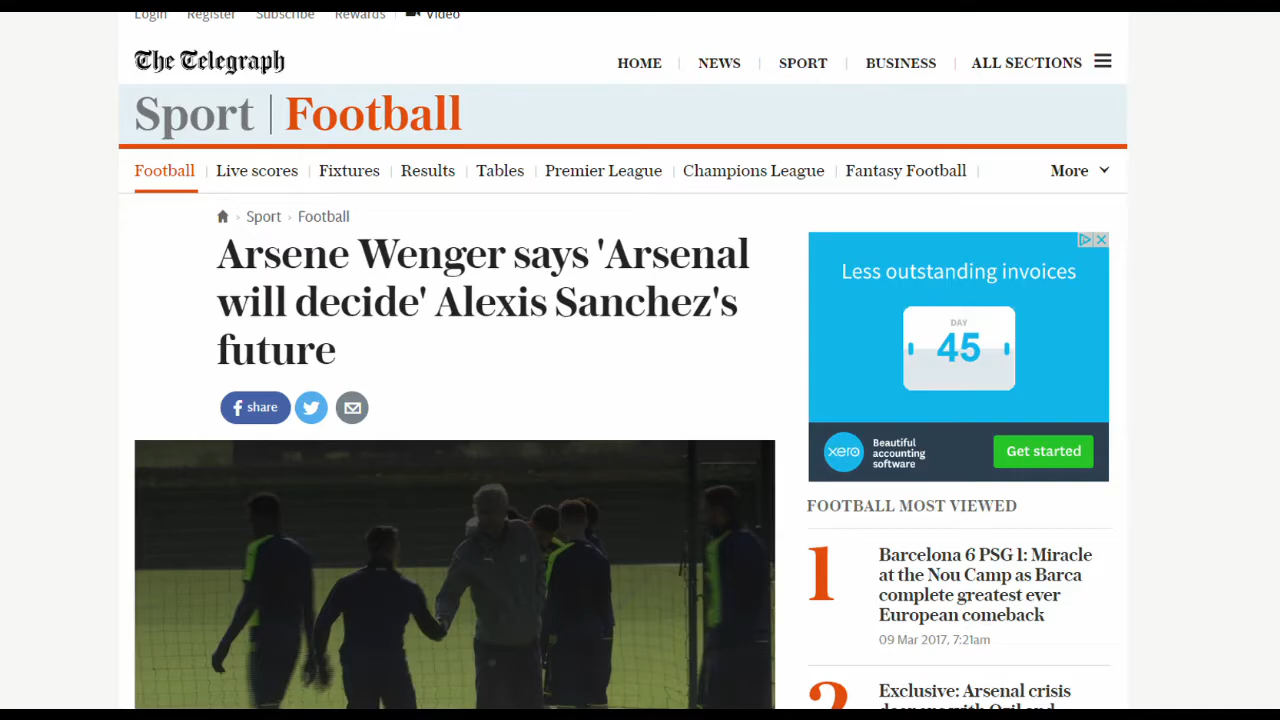 Login Register Subscribe Rewards Video
The Telegraph
HOME NEWS SPORT BUSINESS ALL SECTIONS
Sport Football
Football Live scores Fixtures Results Tables Premier League Champions League Fantasy Football More
Sport › Football
Arsene Wenger says 'Arsenal
will decide' Alexis Sanchez's
future
share
Less outstanding invoices
DAY
45
xero
Beautiful
accounting
software
Get started
FOOTBALL MOST VIEWED
1
Barcelona 6 PSG 1: Miracle
at the Nou Camp as Barca
complete greatest ever
European comeback
09 Mar 2017, 7:21am
2
Exclusive: Arsenal crisis